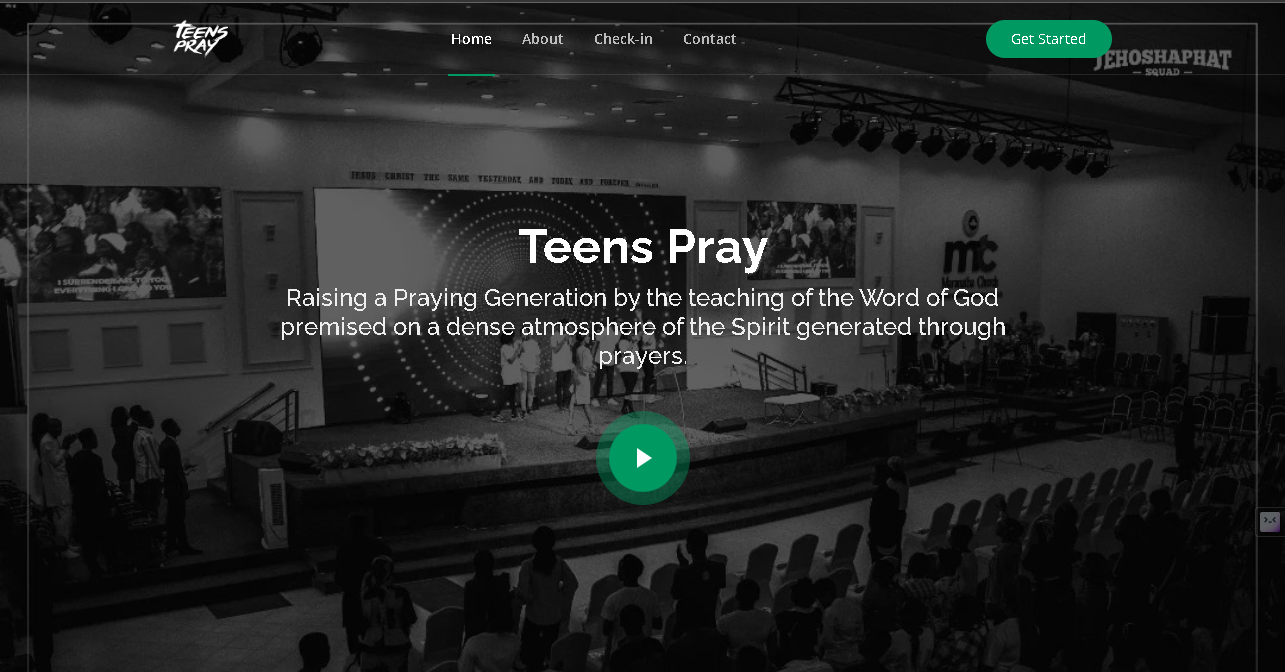 TEENS
PRAY
Home
About
Check-in
Contact
Get Started
JEHOSHAPHAT
SQUAD
JESUS CHRIST THE SAME YESTERDAY AND TODAY AND FOREVER
Teens Pray
I SURRENDER ALL TO YOU
EVERYTHING I GIVE TO YOU
mtc
Raising a Praying Generation by the teaching of the Word of God
premised on a dense atmosphere of the Spirit generated through
prayers.